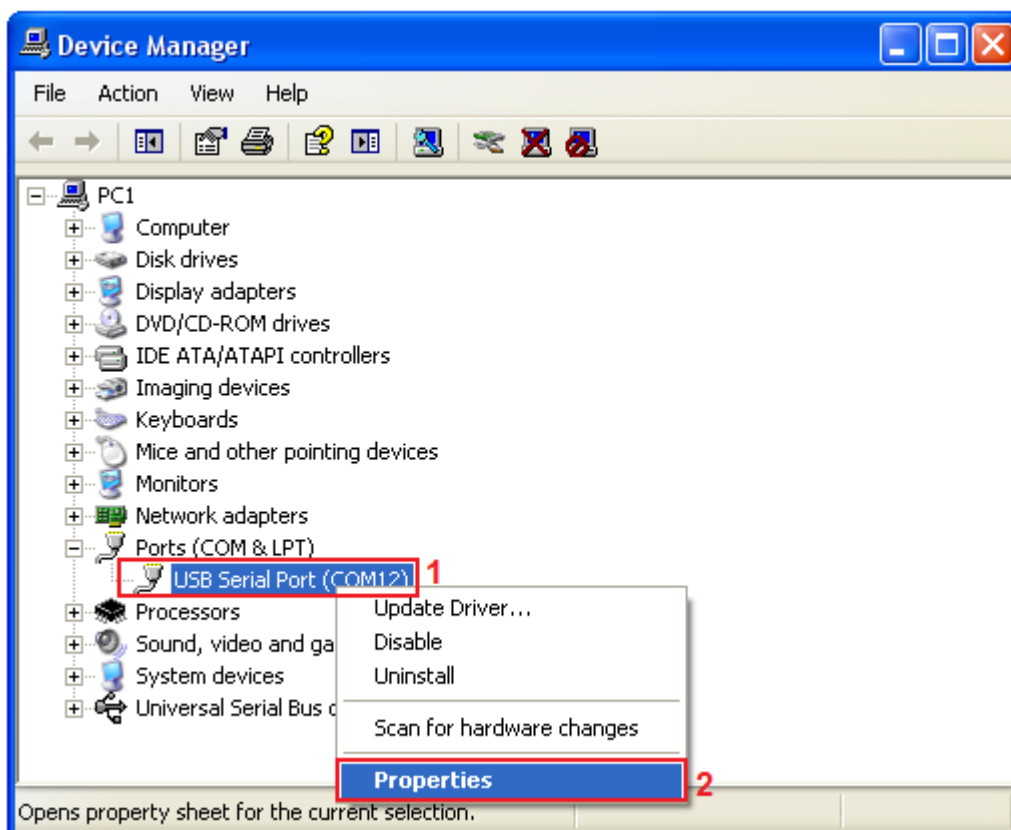 Device Manager
File Action View Help
PC1
Computer
Disk drives
Display adapters
DVD/CD-ROM drives
IDE ATA/ATAPI controllers
Imaging devices
Keyboards
Mice and other pointing devices
Monitors
Network adapters
Ports (COM & LPT)
USB Serial Port (COM12) 1
Processors
Sound, video and ga
System devices
Universal Serial Bus
Update Driver...
Disable
Uninstall
Scan for hardware changes
Properties 2
Opens property sheet for the current selection.